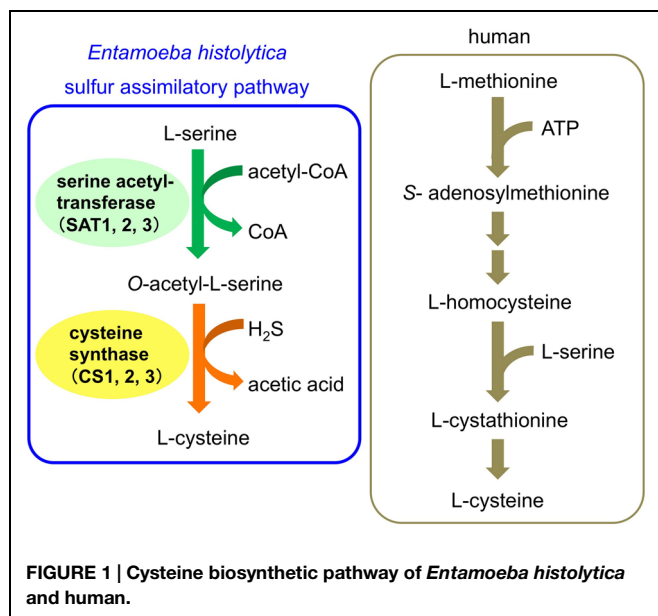 Entamoeba histolytica
sulfur assimilatory pathway
L-serine
serine acetyl-
transferase
(SAT1, 2, 3)
acetyl-CoA
CoA
O-acetyl-L-serine
cysteine
synthase
(CS1, 2, 3)
H₂S
acetic acid
L-cysteine
human
L-methionine
ATP
S- adenosylmethionine
L-homocysteine
L-serine
L-cystathionine
L-cysteine
FIGURE 1 | Cysteine biosynthetic pathway of Entamoeba histolytica
and human.